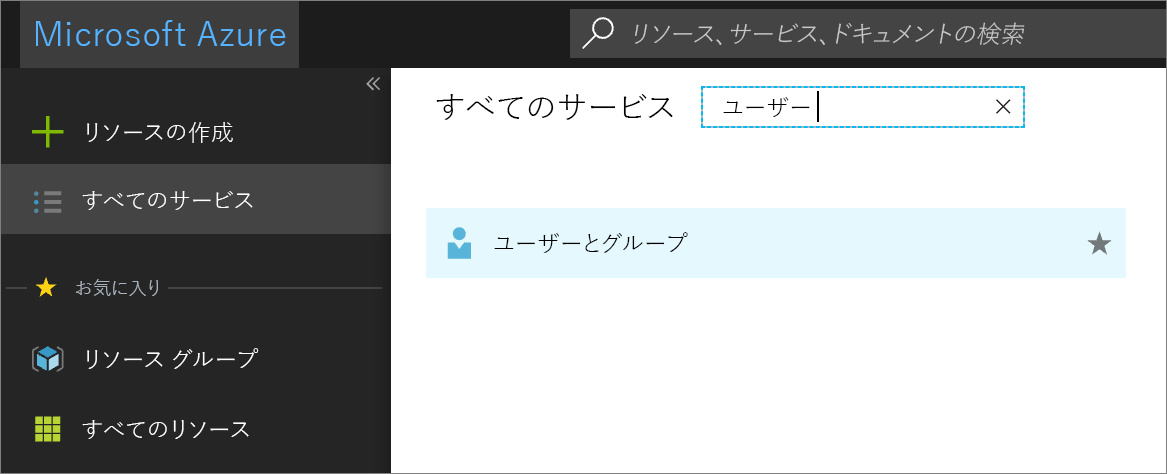 Microsoft Azure
リソース、サービス、ドキュメントの検索
リソースの作成
すべてのサービス
お気に入り
リソース グループ
すべてのリソース
すべてのサービス
ユーザー
ユーザーとグループ